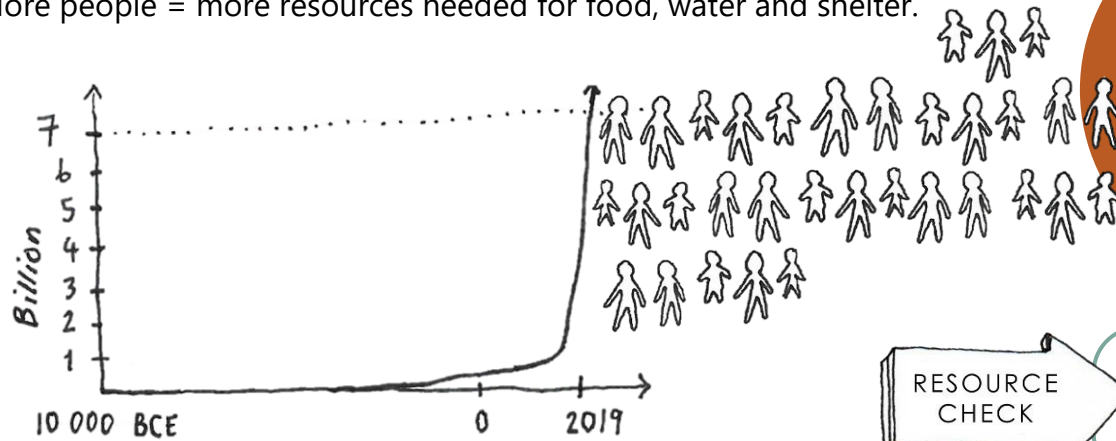 More people = more resources needed for food, water and shelter.
7
6
5
4
3
2
1
Billion
10 000 BCE
0
2019
RESOURCE
CHECK